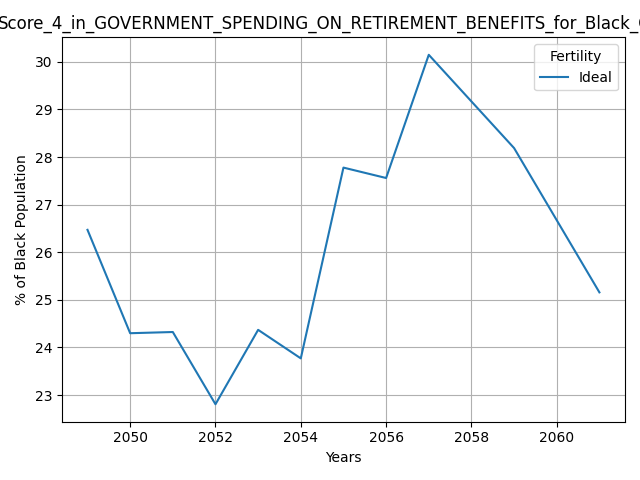 Score_4_in_GOVERNMENT_SPENDING_ON_RETIREMENT_BENEFITS_for_Black_
Fertility
Ideal
% of Black Population
30
29
28
27
26
25
24
23
2050 2052 2054 2056 2058 2060
Years